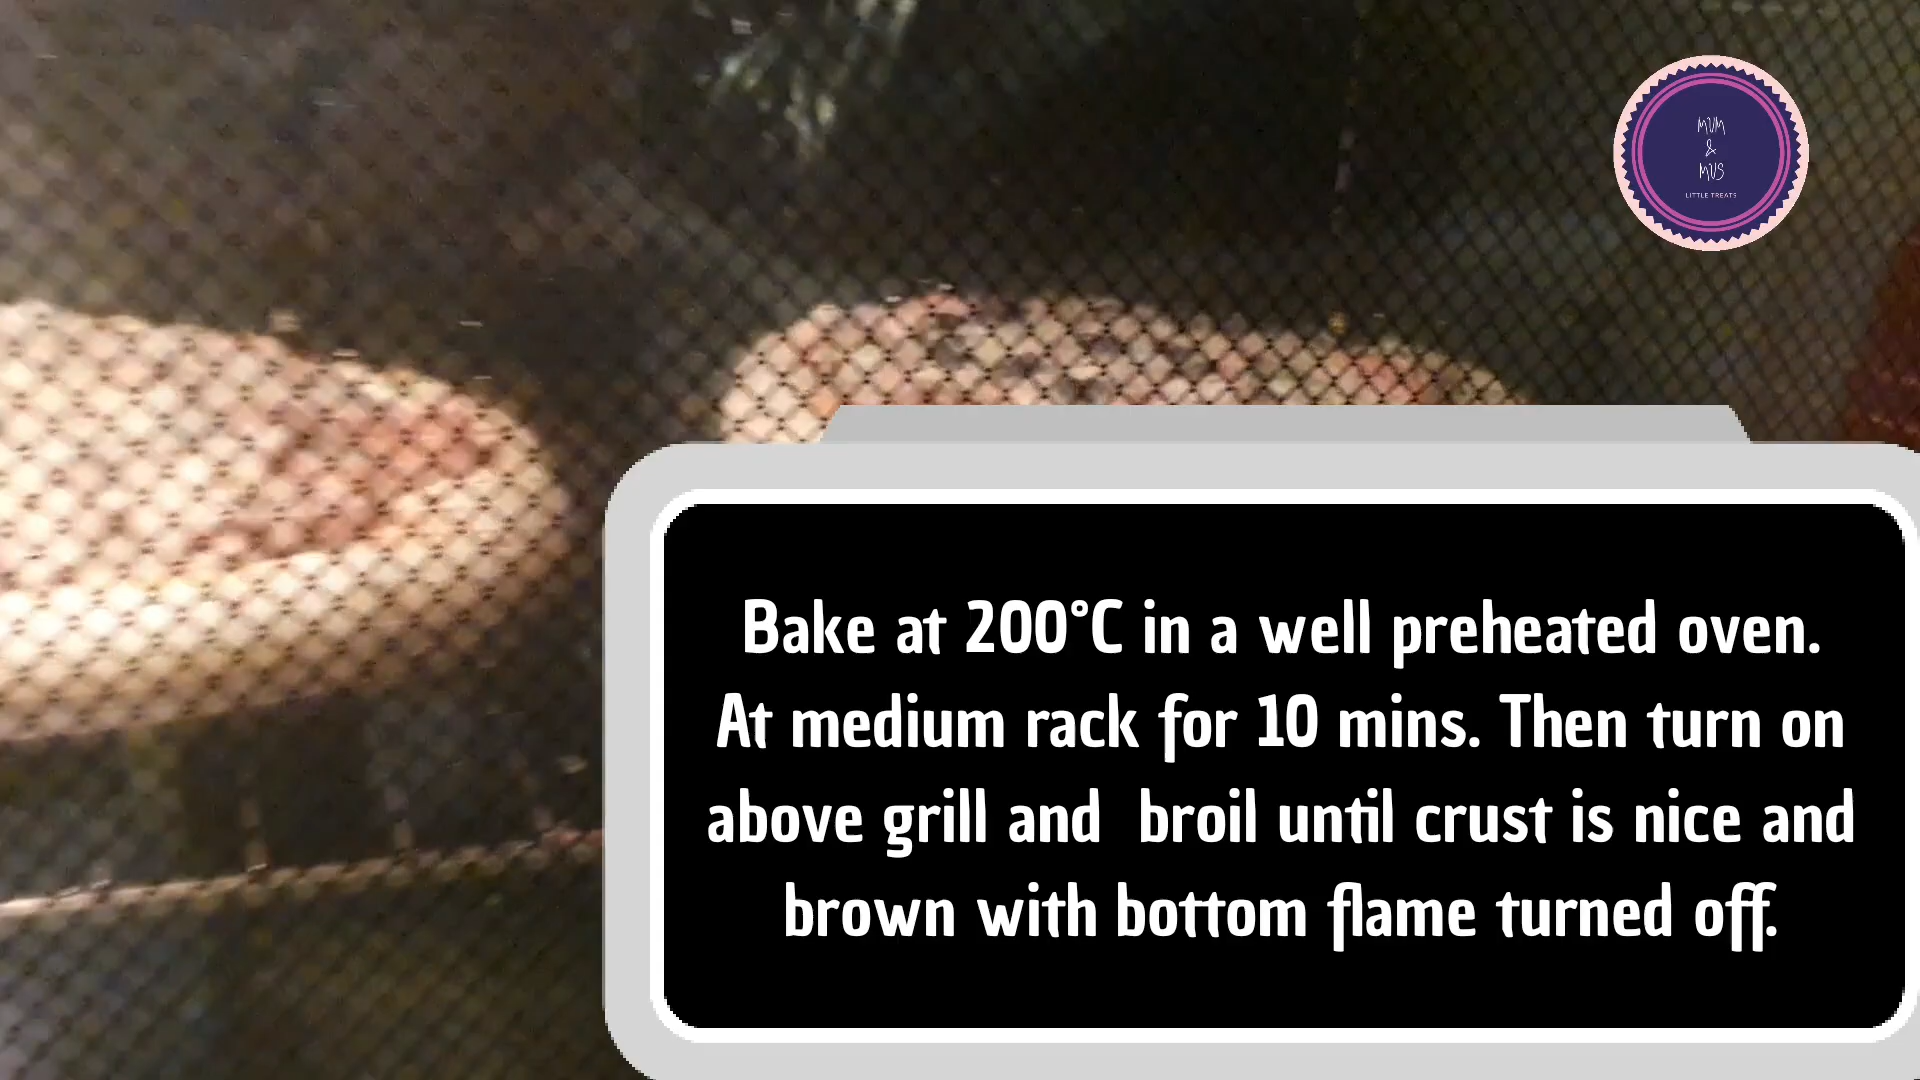 MUM
&
MUS
LITTLE TREATS
Bake at 200°C in a well preheated oven.
At medium rack for 10 mins. Then turn on
above grill and broil until crust is nice and
brown with bottom flame turned off.